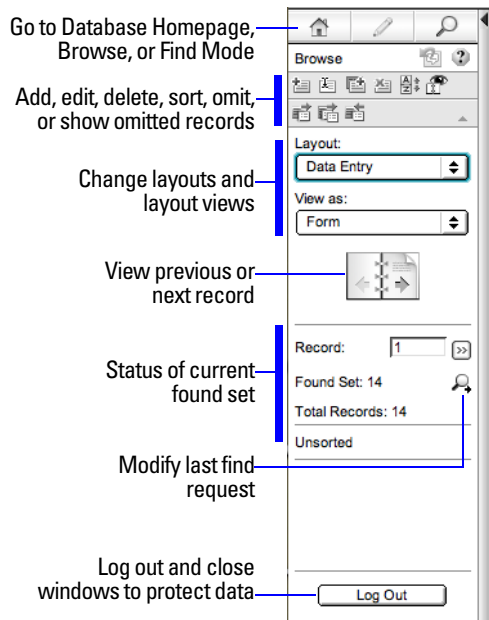 Go to Database Homepage,
Browse, or Find Mode
Browse
?
Add, edit, delete, sort, omit,
or show omitted records
A
Z
Layout:
Data Entry
Change layouts and
layout views
View as:
Form
View previous or
next record
Record: 1 >>
Status of current
found set
Found Set: 14
Total Records: 14
Unsorted
Modify last find
request
Log out and close
windows to protect data
Log Out